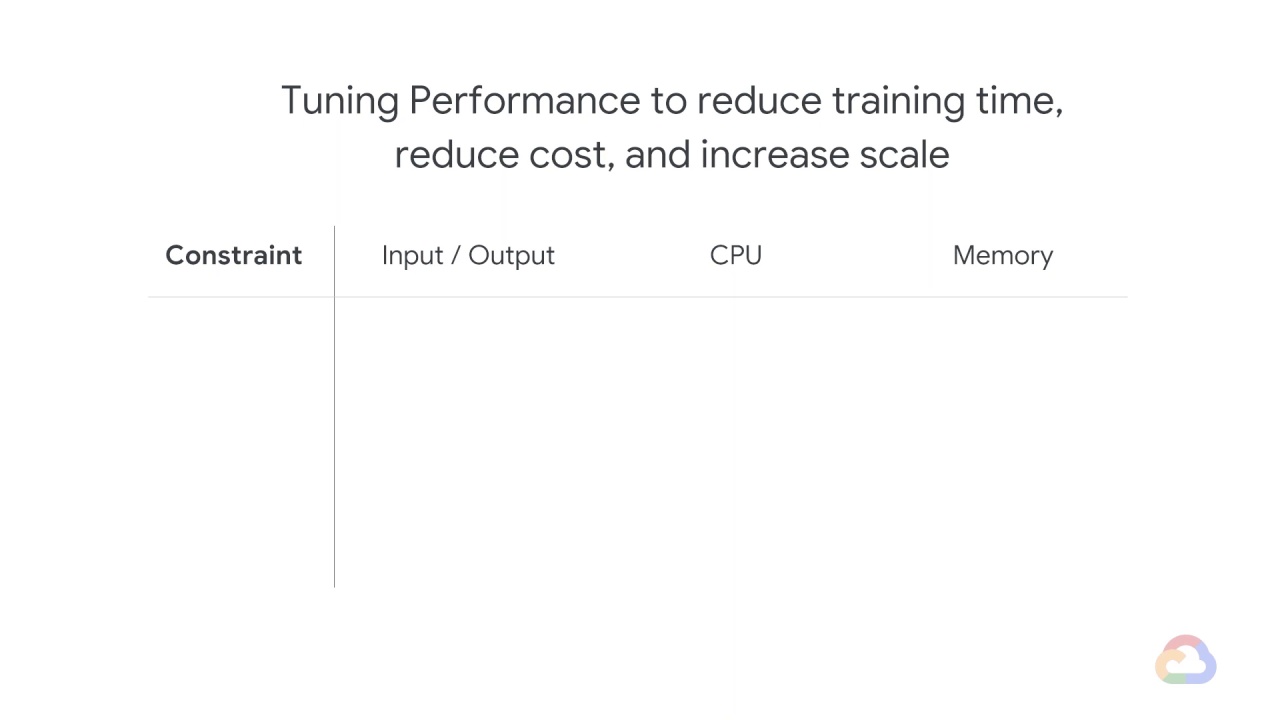 Tuning Performance to reduce training time,
reduce cost, and increase scale
Constraint Input / Output CPU Memory